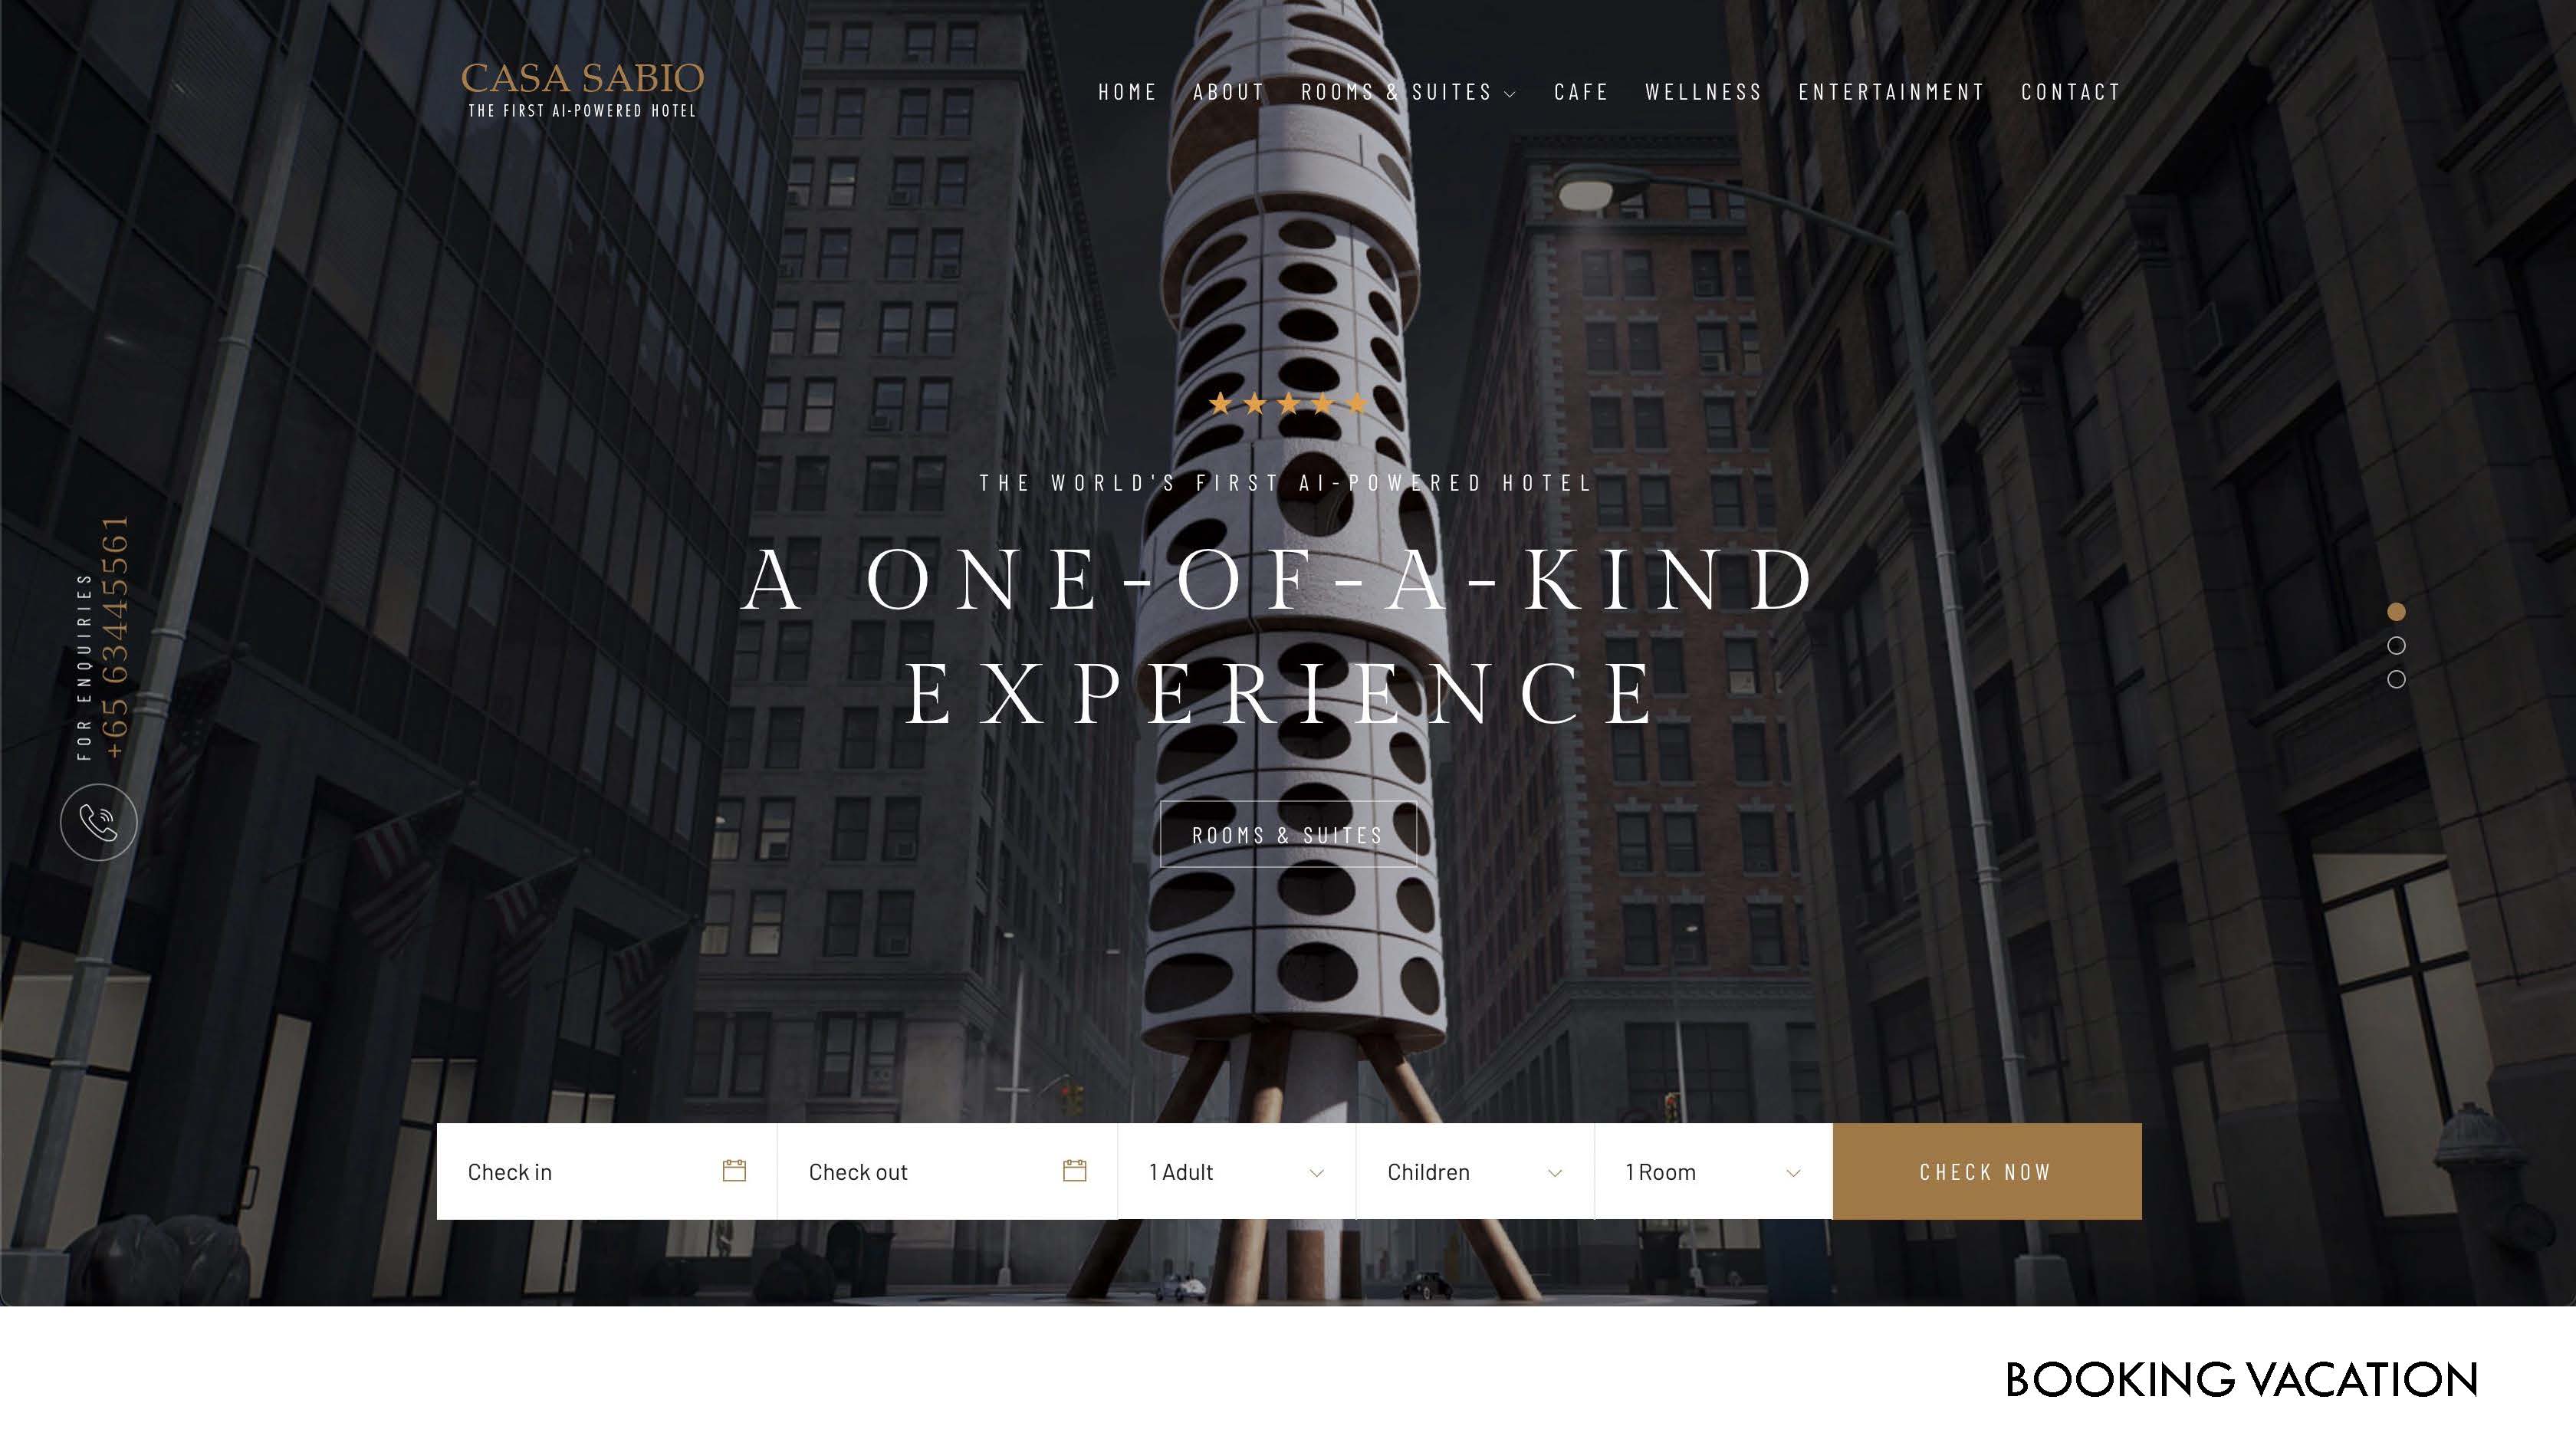 CASA SABIO
THE FIRST AI-POWERED HOTEL
HOME ABOUT ROOMS & SUITES CAFE WELLNESS ENTERTAINMENT CONTACT
THE WORLD'S FIRST AI-POWERED HOTEL
A ONE-OF-A-KIND
EXPERIENCE
ROOMS & SUITES
FOR ENQUIRIES
+65 63445561
Check in Check out 1 Adult Children 1 Room CHECK NOW
BOOKING VACATION